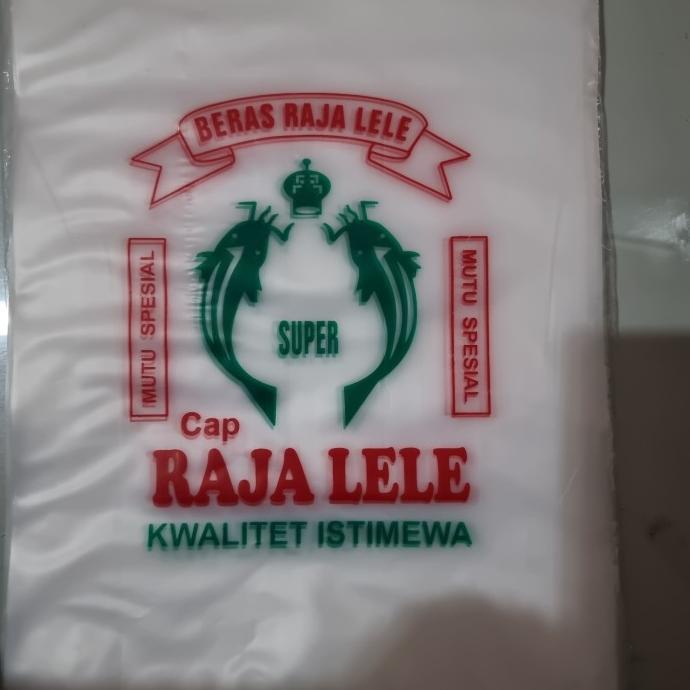 BERAS RAJA LELE
MUTU SPESIAL
SUPER
MUTU SPESIAL
Cap
RAJA LELE
KWALITET ISTIMEWA